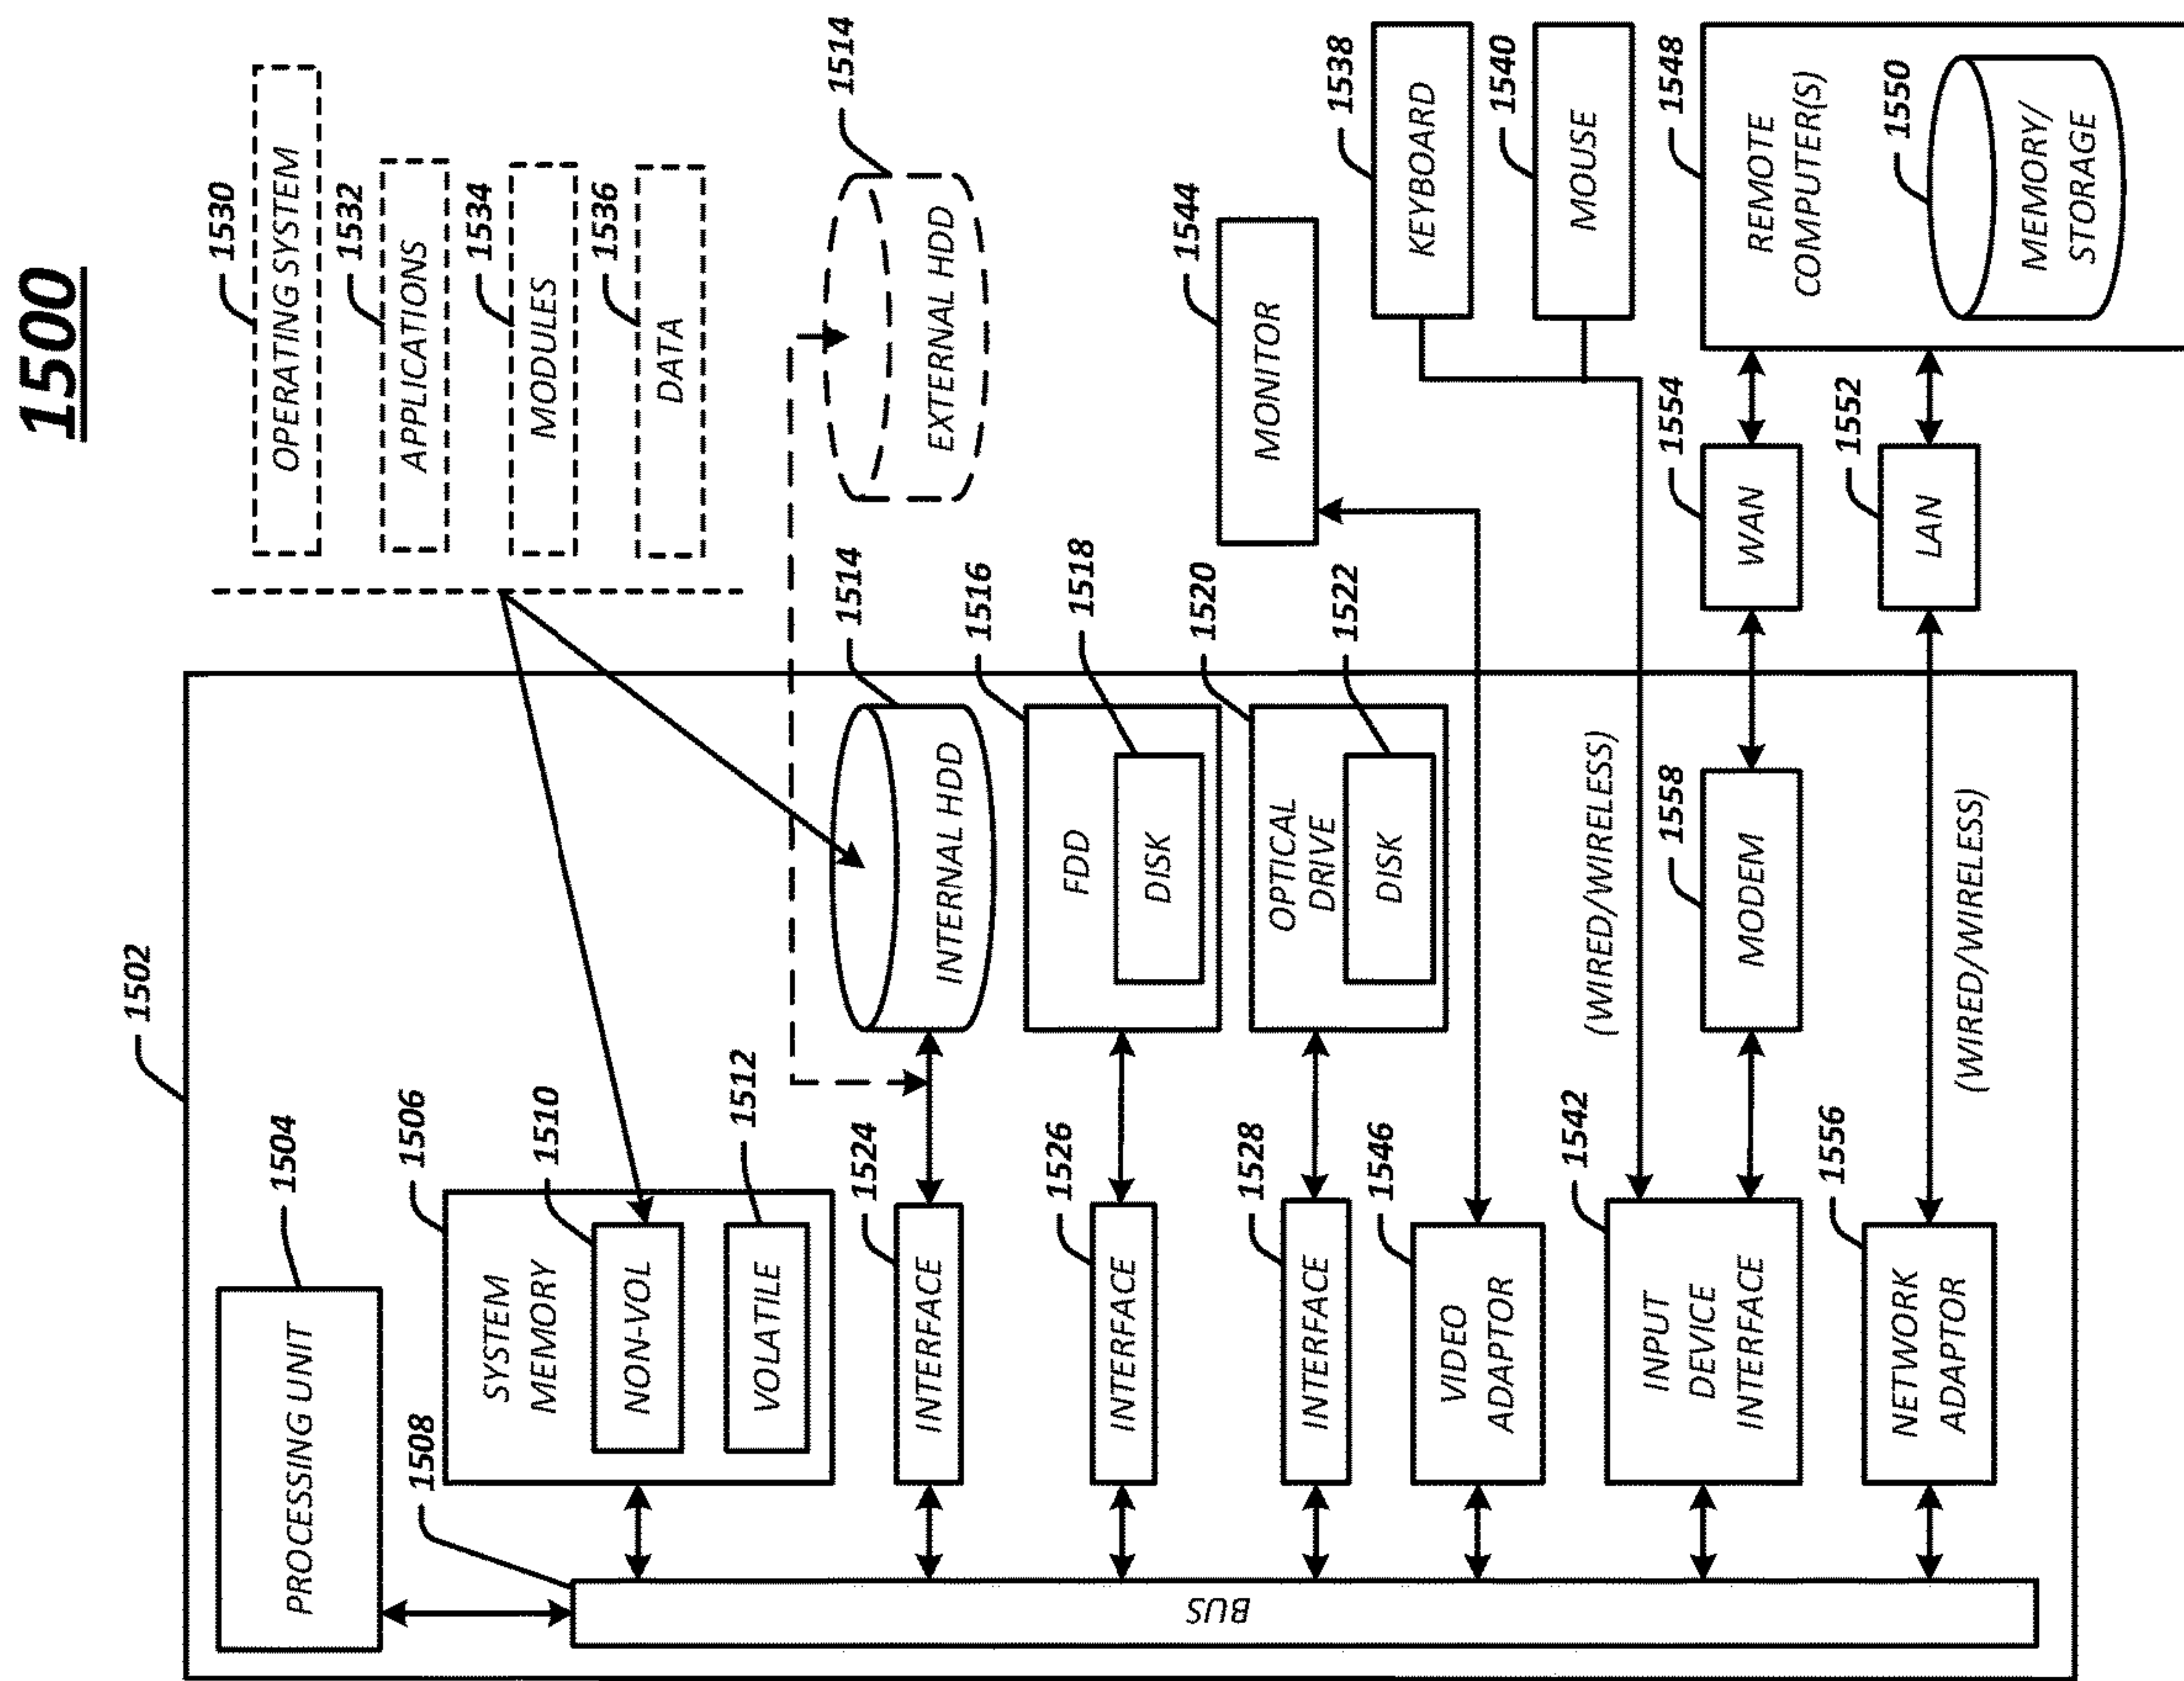 1500
1502
1504
PROCESSING UNIT
1506
SYSTEM
MEMORY
1510
NON-VOL
1512
VOLATILE
1508
BUS
1530
OPERATING SYSTEM
1532
APPLICATIONS
1534
MODULES
1536
DATA
1514
EXTERNAL HDD
1524
INTERFACE
1514
INTERNAL HDD
1526
INTERFACE
1516
FDD
1518
DISK
1528
INTERFACE
1520
OPTICAL
DRIVE
1522
DISK
1546
VIDEO
ADAPTOR
1544
MONITOR
1538
KEYBOARD
1540
MOUSE
(WIRED/WIRELESS)
1542
INPUT
DEVICE
INTERFACE
1558
MODEM
1554
WAN
1548
REMOTE
COMPUTER(S)
1550
MEMORY/
STORAGE
1556
NETWORK
ADAPTOR
(WIRED/WIRELESS)
1552
LAN